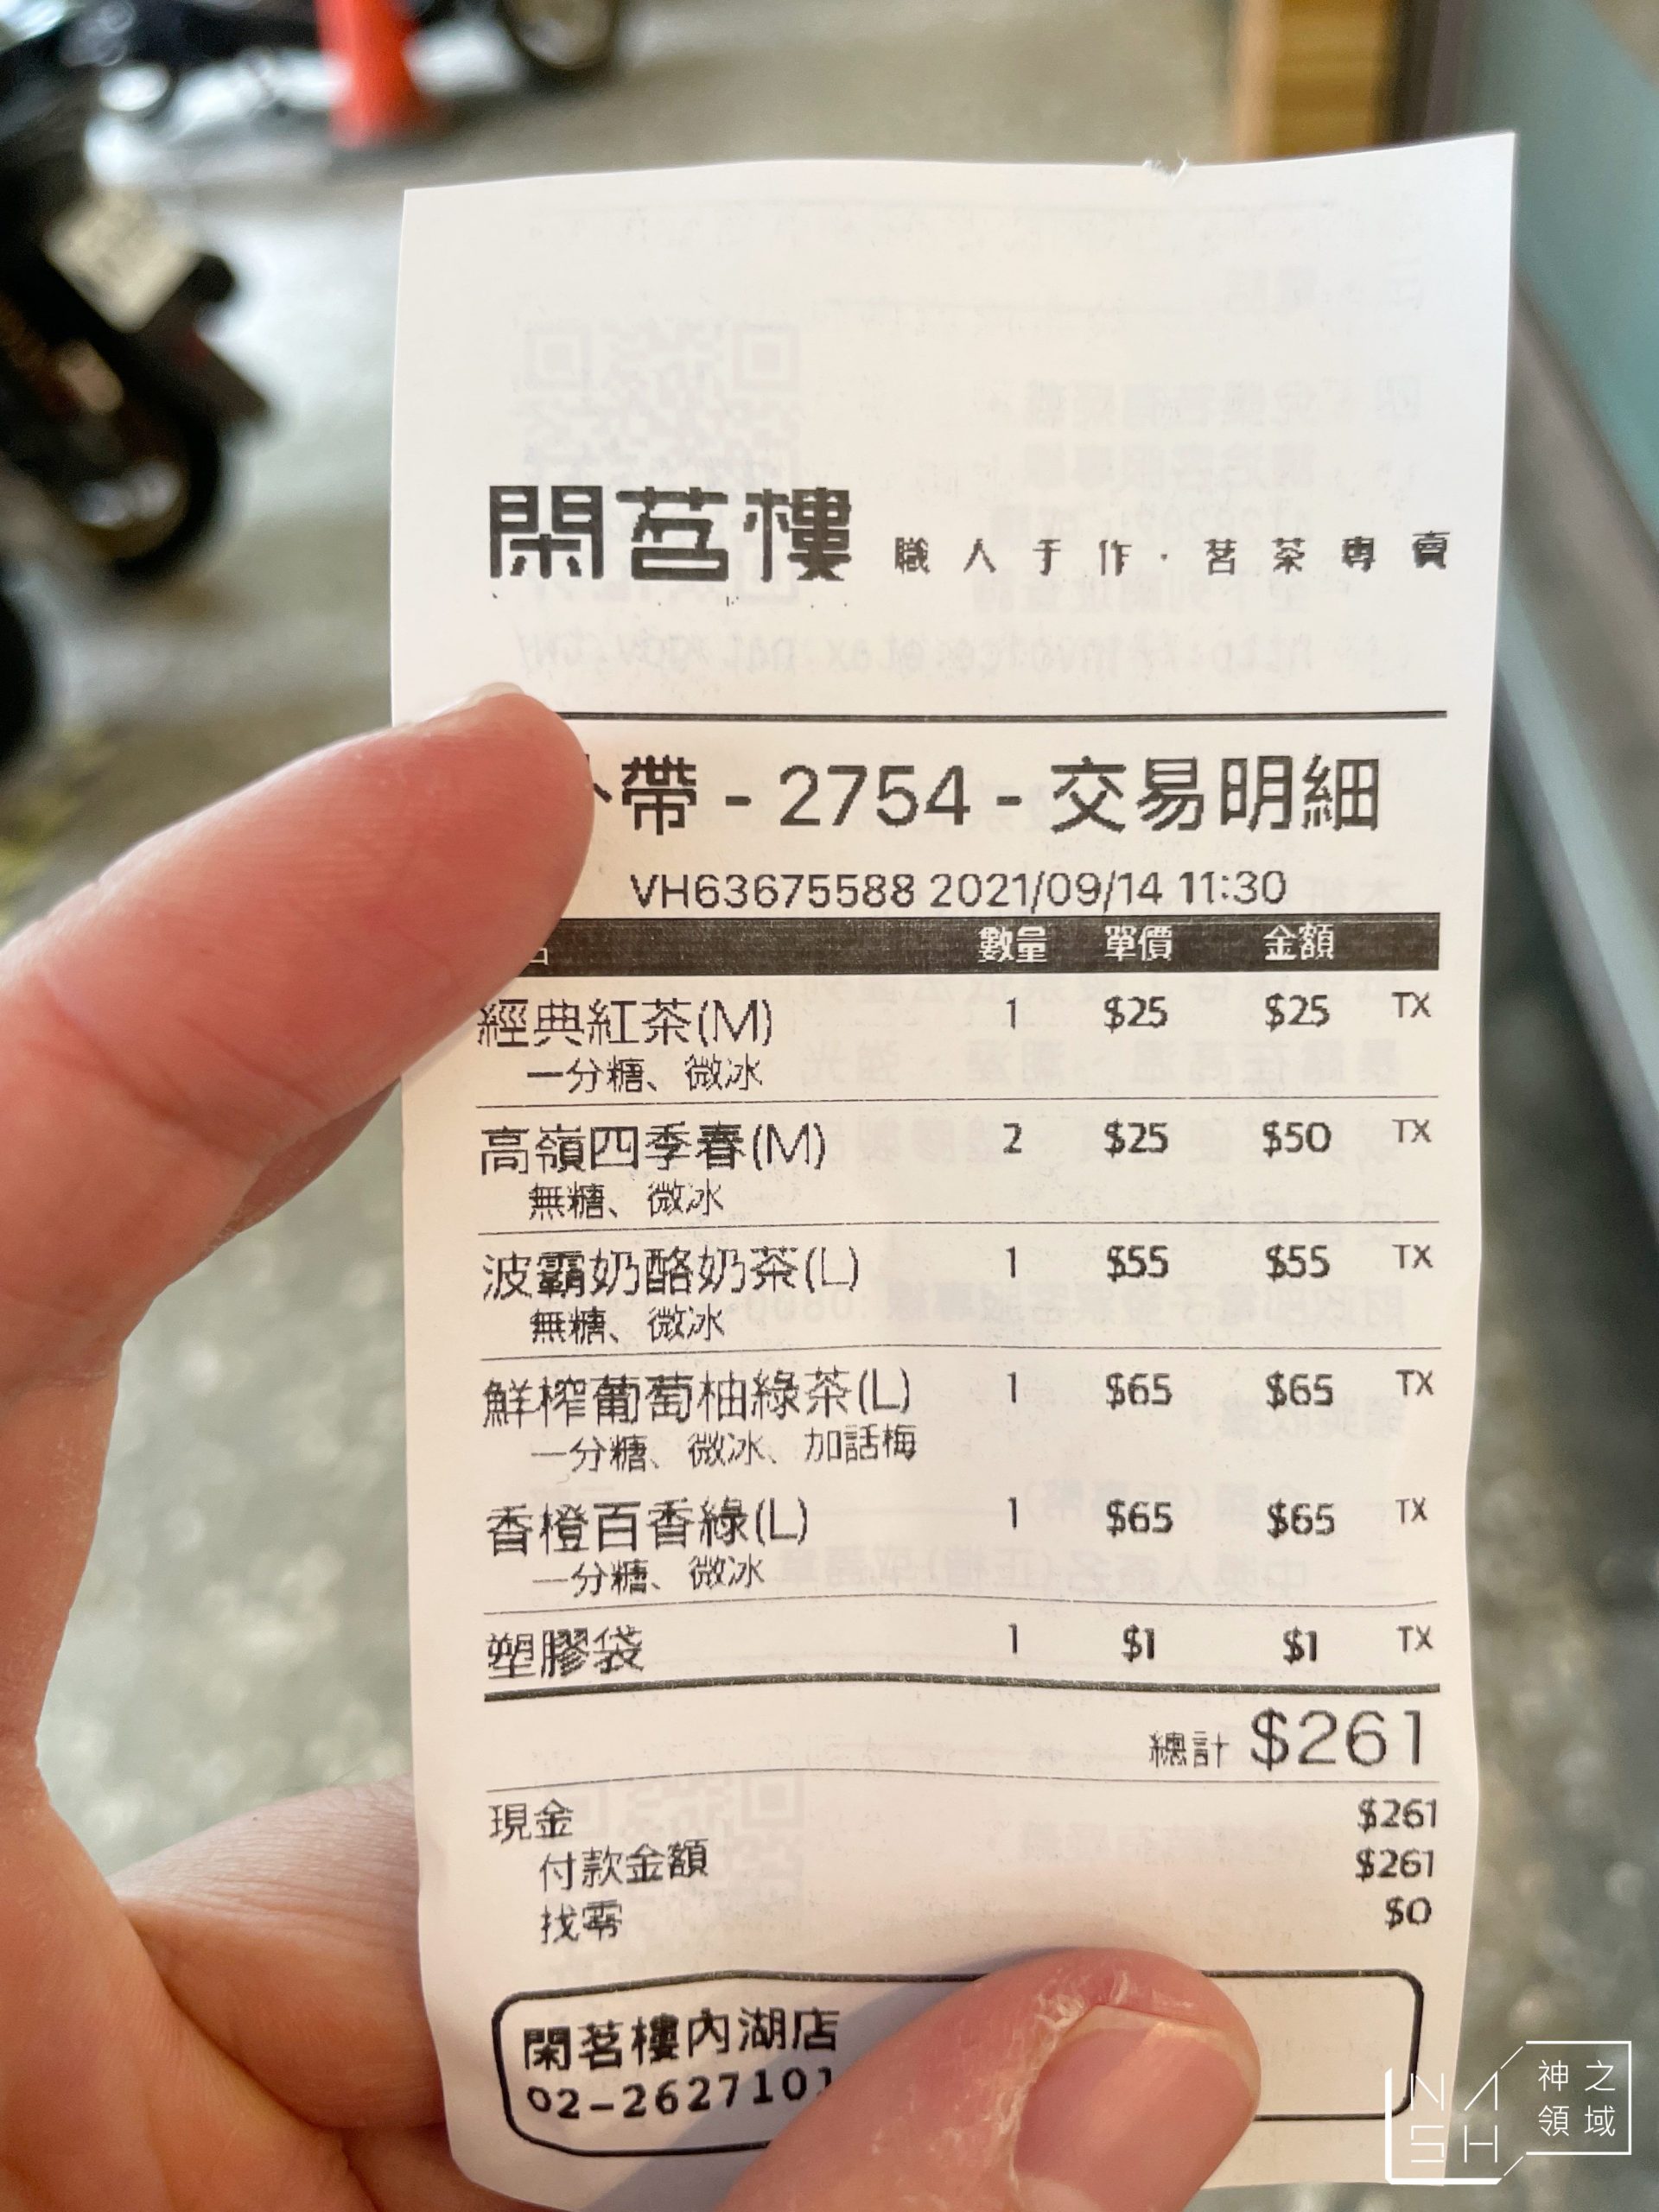 閑茗樓 職人手作·茗茶專賣
帶 - 2754 - 交易明細
VH63675588 2021/09/14 11:30
數量 單價 金額
經典紅茶(M) 1 $25 $25 TX
一分糖、微冰
高嶺四季春(M) 2 $25 $50 TX
無糖、微冰
波霸奶酪奶茶(L) 1 $55 $55 TX
無糖、微冰
鮮榨葡萄柚綠茶(L) 1 $65 $65 TX
一分糖、微冰、加話梅
香橙百香綠(L) 1 $65 $65 TX
一分糖、微冰
塑膠袋 1 $1 $1 TX
總計 $261
現金 $261
付款金額 $261
找零 $0
閑茗樓內湖店
02-2627101
NASH 神之領域